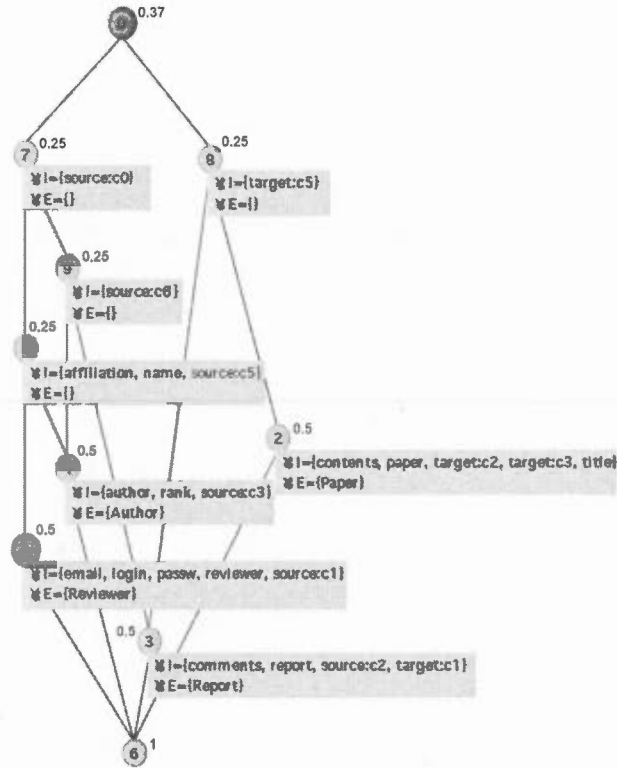 0.37
0.25
7
0.25
8
I={source:c0}
E={}
I={target:c5}
E={}
0.25
9
I={source:c6}
E={}
0.25
I={affiliation, name, source:c5}
E={}
2
0.5
0.5
I={contents, paper, target:c2, target:c3, title}
E={Paper}
I={author, rank, source:c3}
E={Author}
0.5
I={email, login, passw, reviewer, source:c1}
E={Reviewer}
0.5
3
I={comments, report, source:c2, target:c1}
E={Report}
6
1